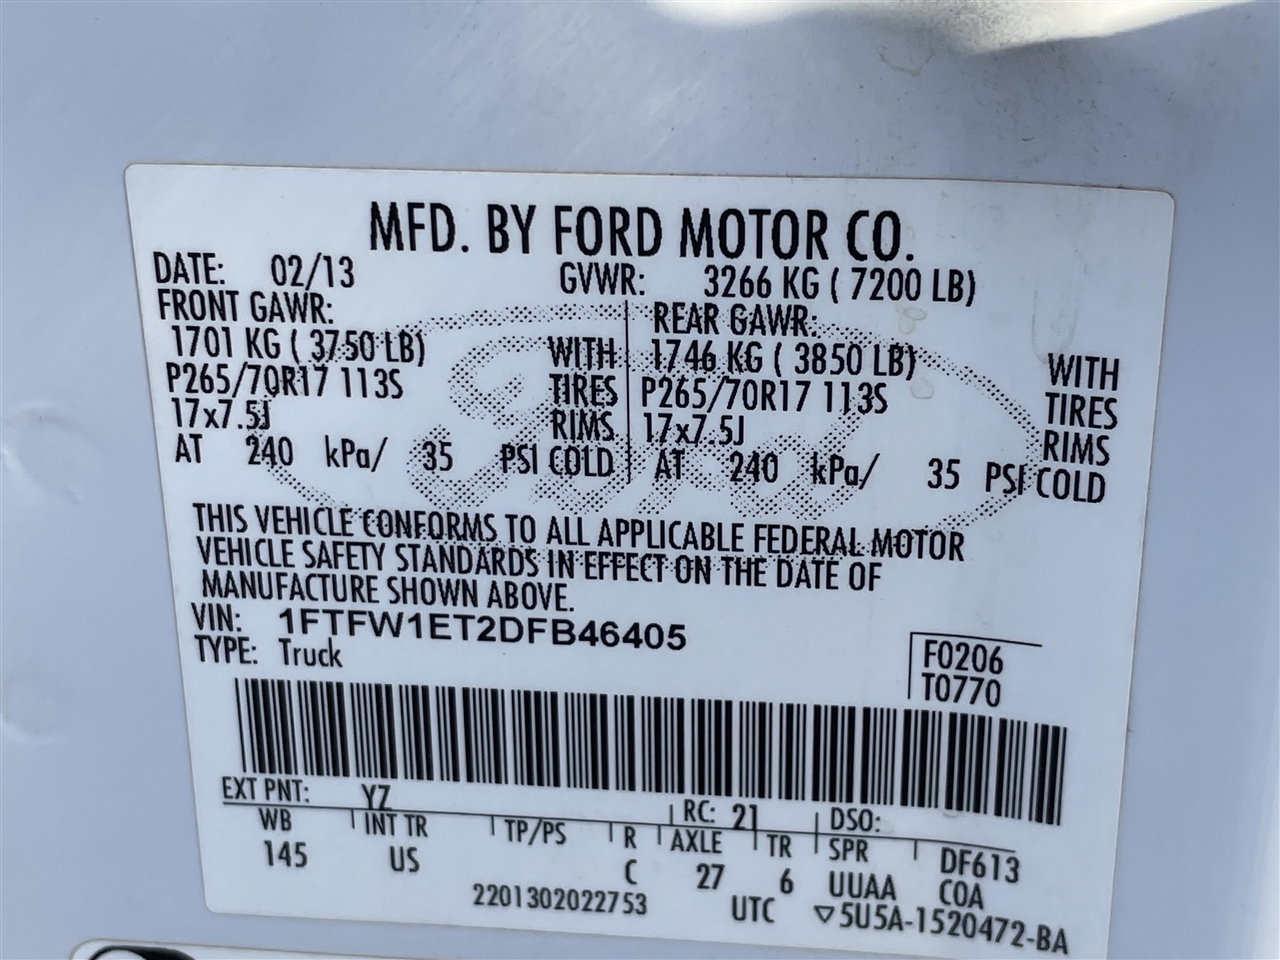 MFD. BY FORD MOTOR CO.
DATE: 02/13 GVWR: 3266 KG ( 7200 LB)
FRONT GAWR: REAR GAWR:
1701 KG ( 3750 LB) WITH 1746 KG ( 3850 LB) WITH
P265/70R17 113S TIRES P265/70R17 113S TIRES
17x7.5J RIMS 17x7.5J RIMS
AT 240 kPa/ 35 PSI COLD AT 240 kPa/ 35 PSI COLD
Ford
THIS VEHICLE CONFORMS TO ALL APPLICABLE FEDERAL MOTOR
VEHICLE SAFETY STANDARDS IN EFFECT ON THE DATE OF
MANUFACTURE SHOWN ABOVE.
VIN: 1FTFW1ET2DFB46405
TYPE: Truck
F0206
T0770
EXT PNT: YZ RC: 21 DSO:
WB INT TR TP/PS R AXLE TR SPR DF613
145 US C 27 6 UUAA COA
2201302022753 UTC ▽5U5A-1520472-BA